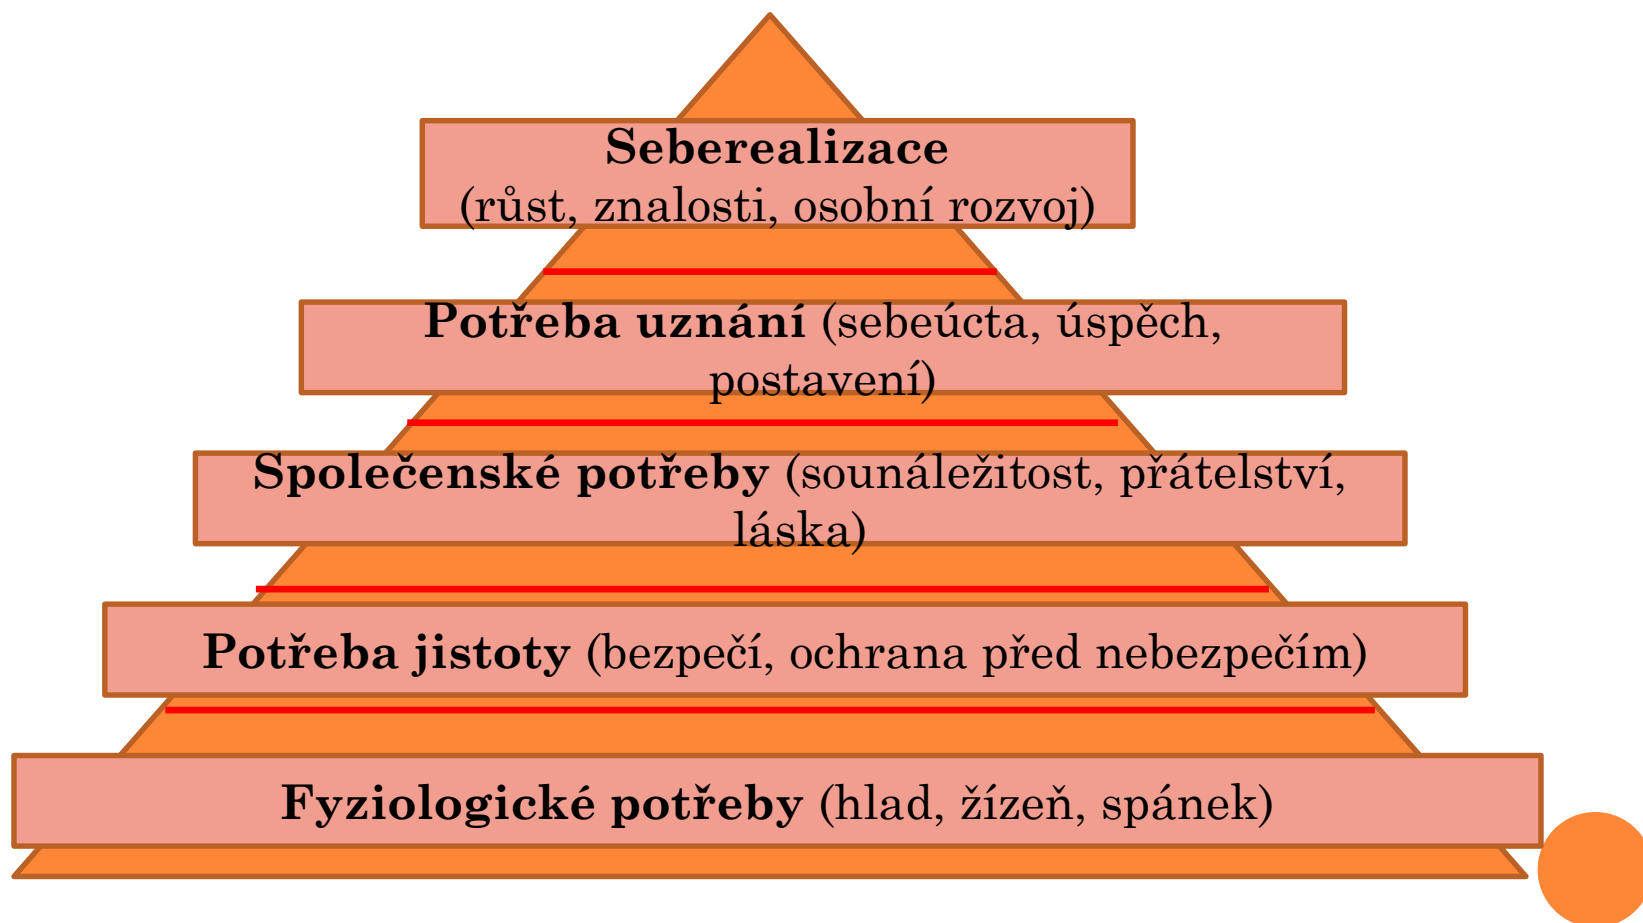 Seberealizace
(růst, znalosti, osobní rozvoj)
Potřeba uznání (sebeúcta, úspěch,
postavení)
Společenské potřeby (sounáležitost, přátelství,
láska)
Potřeba jistoty (bezpečí, ochrana před nebezpečím)
Fyziologické potřeby (hlad, žízeň, spánek)